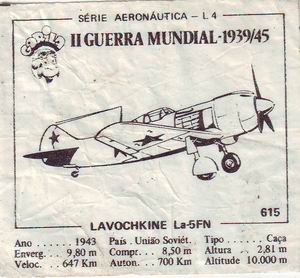 SÉRIE AERONÁUTICA - L 4
II GUERRA MUNDIAL-1939/45
615
LAVOCHKINE La-5FN
Ano ...... 1943 País . União Soviét. Tipo ..... Caça
Enverg. . 9,80 m Compr. .. 8,50 m Altura ... 2,81 m
Veloc. .. 647 Km Auton. .. 700 Km Altitude 10.000 m